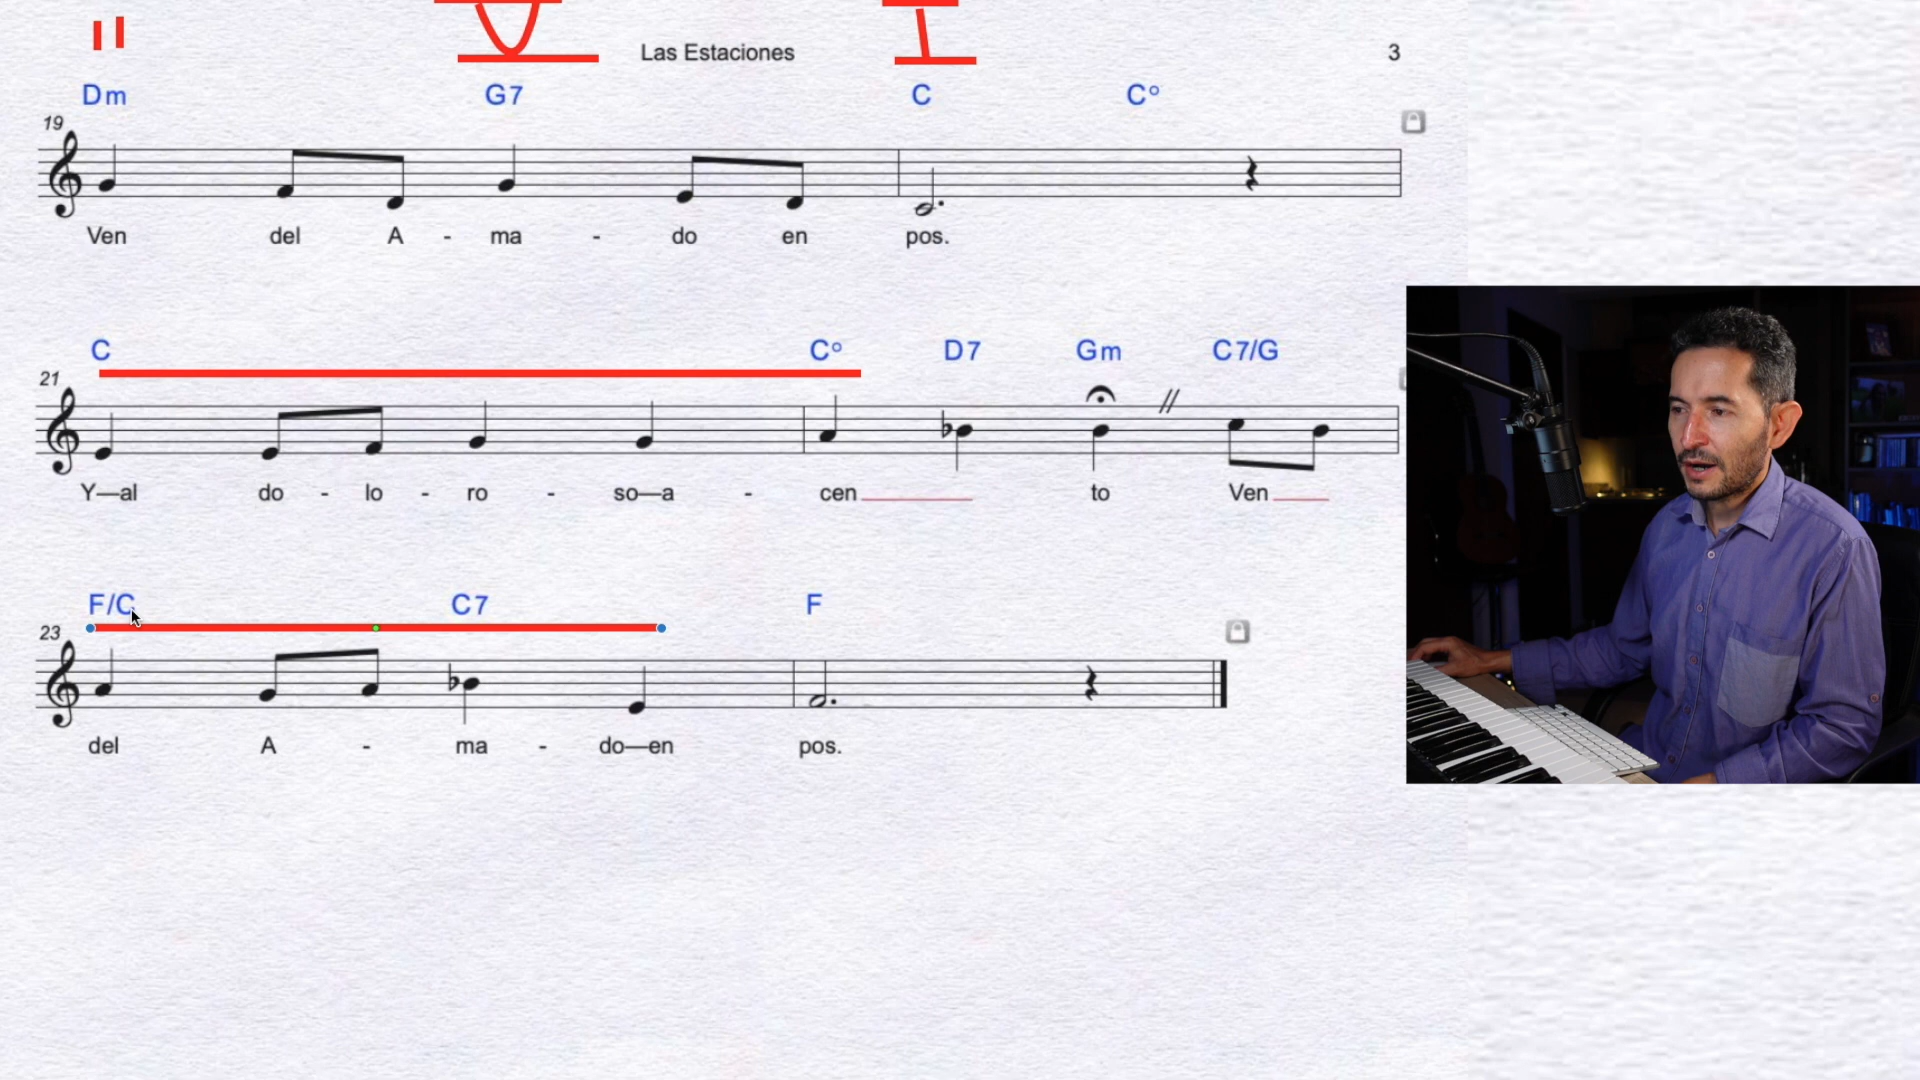 II V I
Las Estaciones 3
Dm G7 C C°
19
Ven del A - ma - do en pos.
C C° D7 Gm C7/G
21
Y—al do - lo - ro - so—a - cen to Ven
F/C C7 F
23
del A - ma - do—en pos.